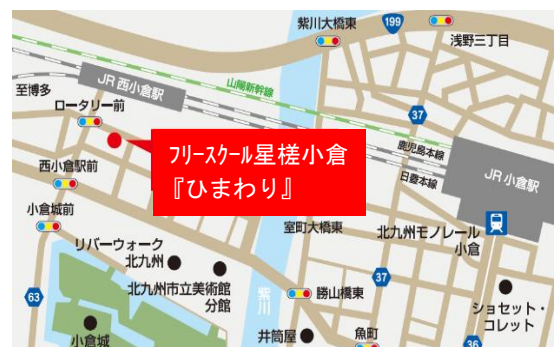 紫川大橋東
199
浅野三丁目
JR 西小倉駅
山陽新幹線
至博多
ロータリー前
37
フリースクール星槎小倉
『ひまわり』
鹿児島本線
日豊本線
JR 小倉駅
西小倉駅前
小倉城前
室町大橋東
北九州モノレール
小倉
リバーウォーク
北九州
北九州市立美術館
分館
紫川
37
63
勝山橋東
ショセット・
コレット
小倉城
井筒屋
魚町
36